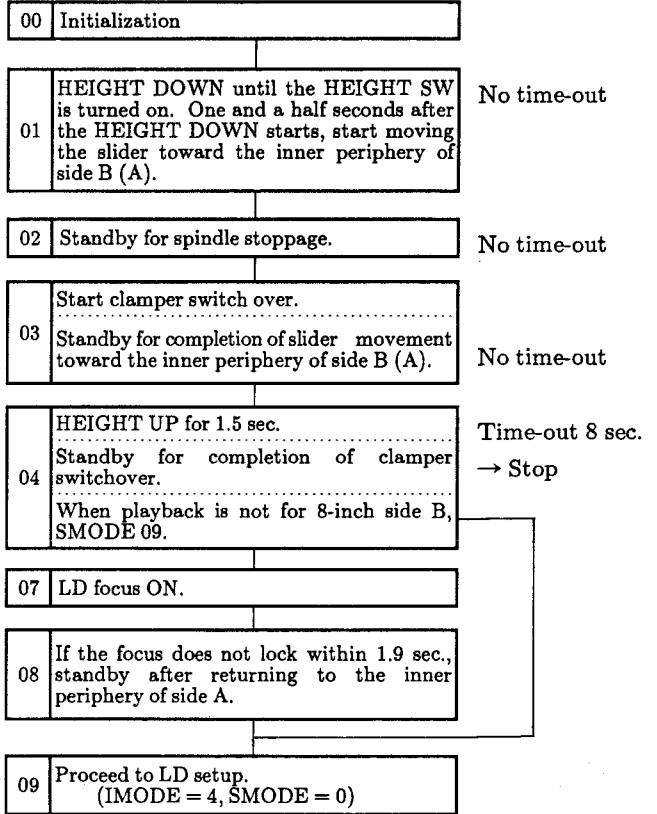 00 Initialization
01 HEIGHT DOWN until the HEIGHT SW
is turned on. One and a half seconds after
the HEIGHT DOWN starts, start moving
the slider toward the inner periphery of
side B (A).
No time-out
02 Standby for spindle stoppage.
No time-out
03 Start clamper switch over.
Standby for completion of slider movement
toward the inner periphery of side B (A).
No time-out
04 HEIGHT UP for 1.5 sec.
Standby for completion of clamper
switchover.
When playback is not for 8-inch side B,
SMODE 09.
Time-out 8 sec.
→ Stop
07 LD focus ON.
08 If the focus does not lock within 1.9 sec.,
standby after returning to the inner
periphery of side A.
09 Proceed to LD setup.
(IMODE = 4, SMODE = 0)